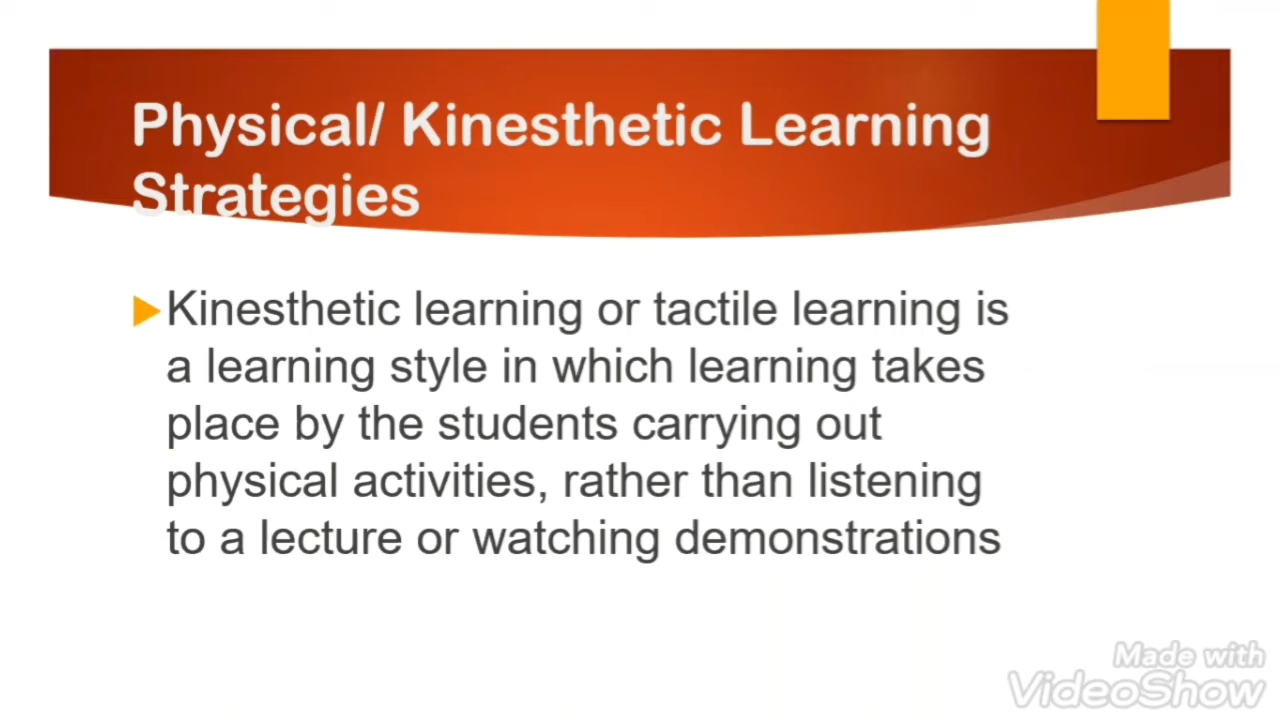 Physical/ Kinesthetic Learning
Strategies
Kinesthetic learning or tactile learning is
a learning style in which learning takes
place by the students carrying out
physical activities, rather than listening
to a lecture or watching demonstrations
Made with
VideoShow